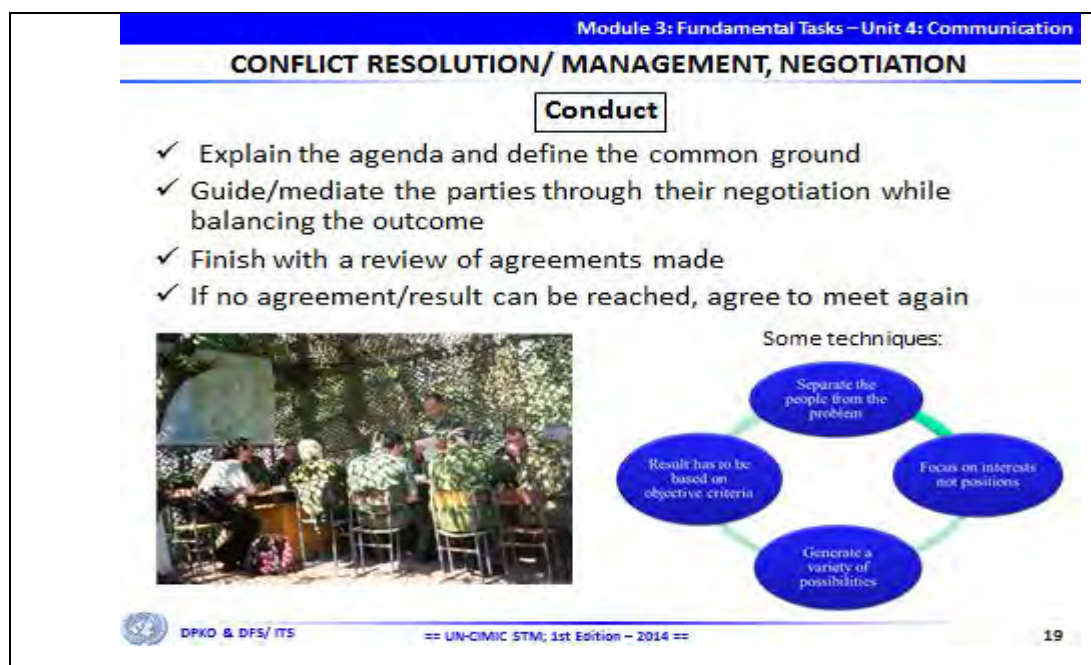 Module 3: Fundamental Tasks – Unit 4: Communication
CONFLICT RESOLUTION/ MANAGEMENT, NEGOTIATION
Conduct
✓ Explain the agenda and define the common ground
✓ Guide/mediate the parties through their negotiation while
balancing the outcome
✓ Finish with a review of agreements made
✓ If no agreement/result can be reached, agree to meet again
Some techniques:
Separate the
people from the
problem
Focus on interests
not positions
Generate a
variety of
possibilities
Result has to be
based on
objective criteria
DPKO & DFS/ ITS
== UN-CIMIC STM; 1st Edition – 2014 ==
19